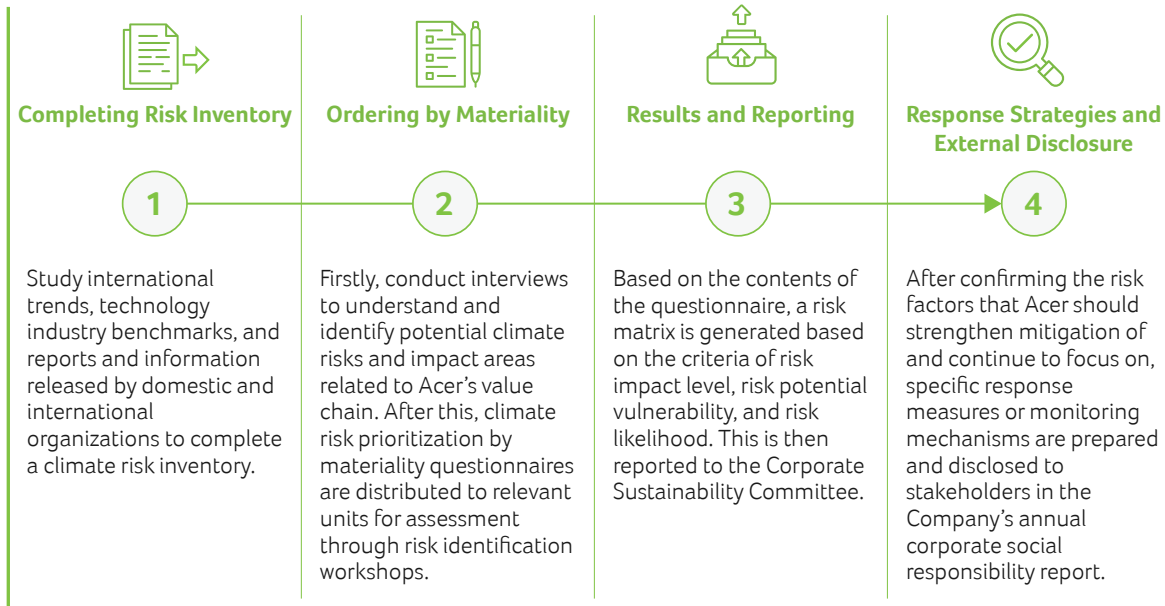 Completing Risk Inventory
1
Study international
trends, technology
industry benchmarks, and
reports and information
released by domestic and
international
organizations to complete
a climate risk inventory.
Ordering by Materiality
2
Firstly, conduct interviews
to understand and
identify potential climate
risks and impact areas
related to Acer's value
chain. After this, climate
risk prioritization by
materiality questionnaires
are distributed to relevant
units for assessment
through risk identification
workshops.
Results and Reporting
3
Based on the contents of
the questionnaire, a risk
matrix is generated based
on the criteria of risk
impact level, risk potential
vulnerability, and risk
likelihood. This is then
reported to the Corporate
Sustainability Committee.
Response Strategies and
External Disclosure
4
After confirming the risk
factors that Acer should
strengthen mitigation of
and continue to focus on,
specific response
measures or monitoring
mechanisms are prepared
and disclosed to
stakeholders in the
Company's annual
corporate social
responsibility report.